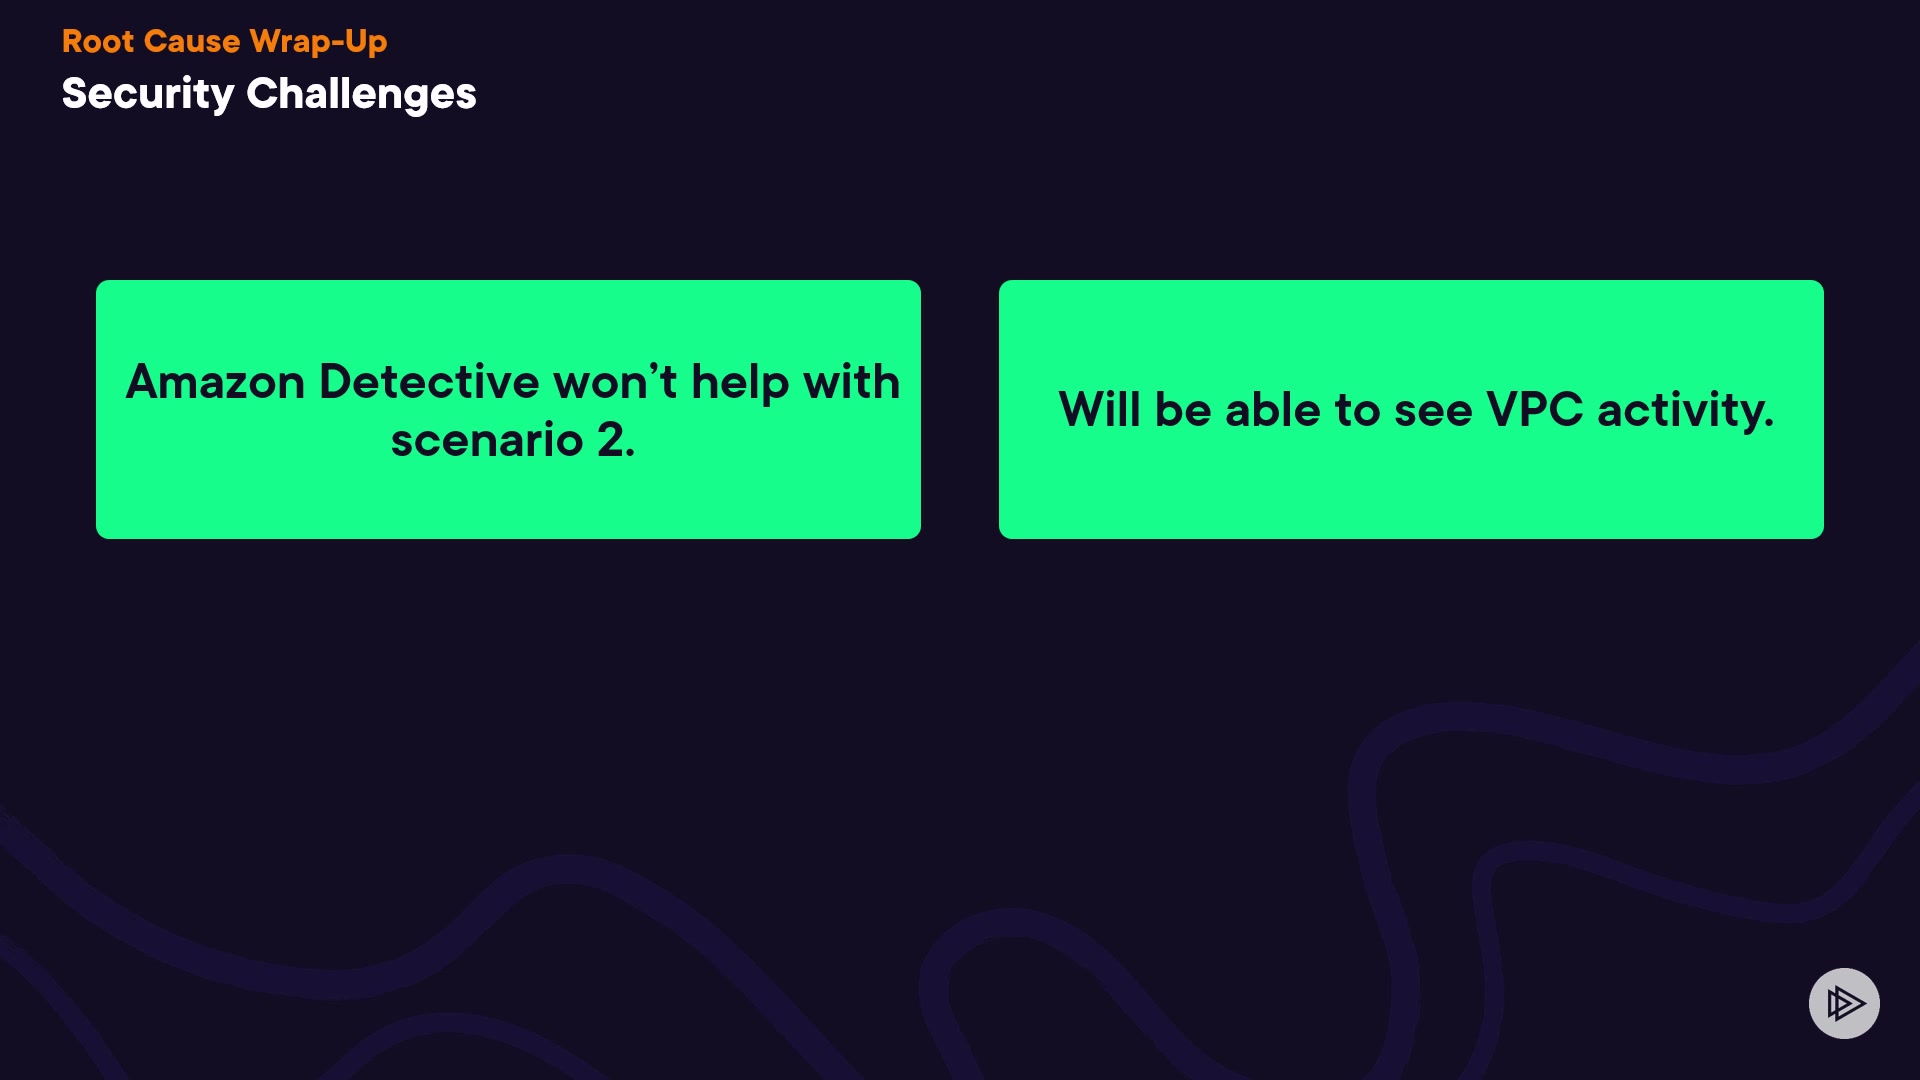 Root Cause Wrap-Up
Security Challenges
Amazon Detective won’t help with
scenario 2.
Will be able to see VPC activity.